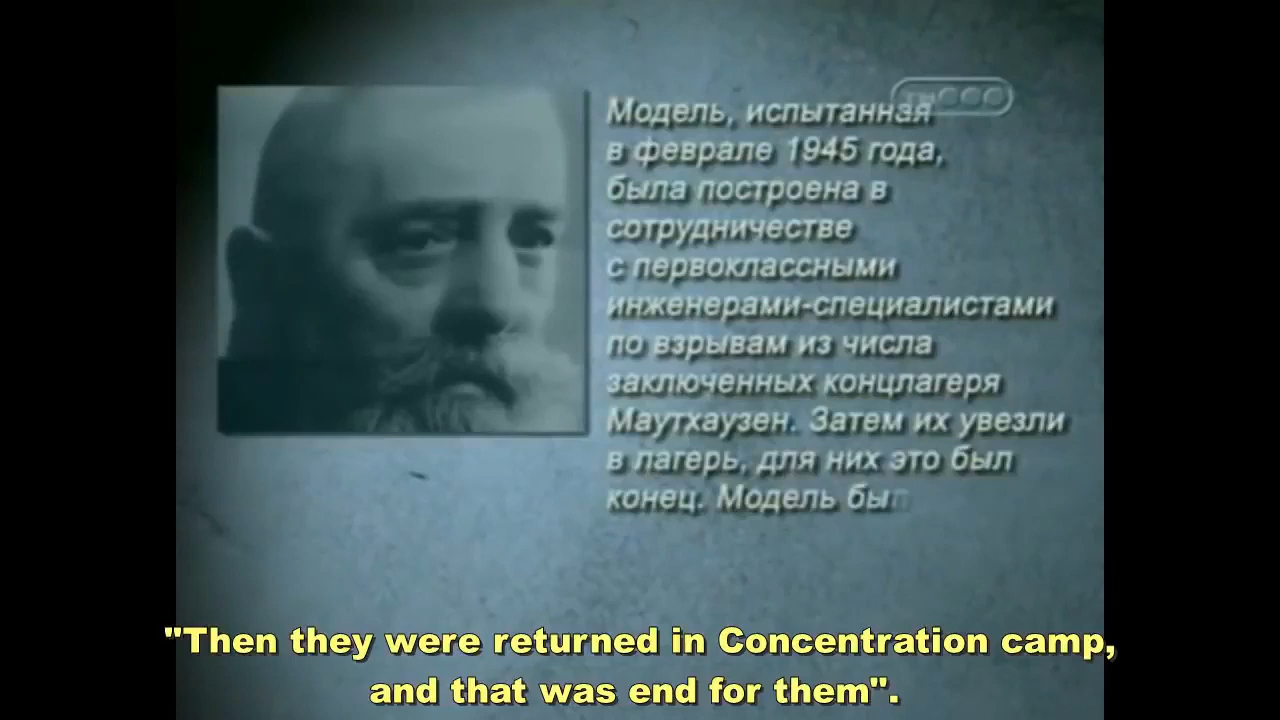 Модель, испытанная
в феврале 1945 года,
была построена в
сотрудничестве
с первоклассными
инженерами-специалистами
по взрывам из числа
заключенных концлагеря
Маутхаузен. Затем их увезли
в лагерь, для них это был
конец. Модель бы
"Then they were returned in Concentration camp,
and that was end for them".